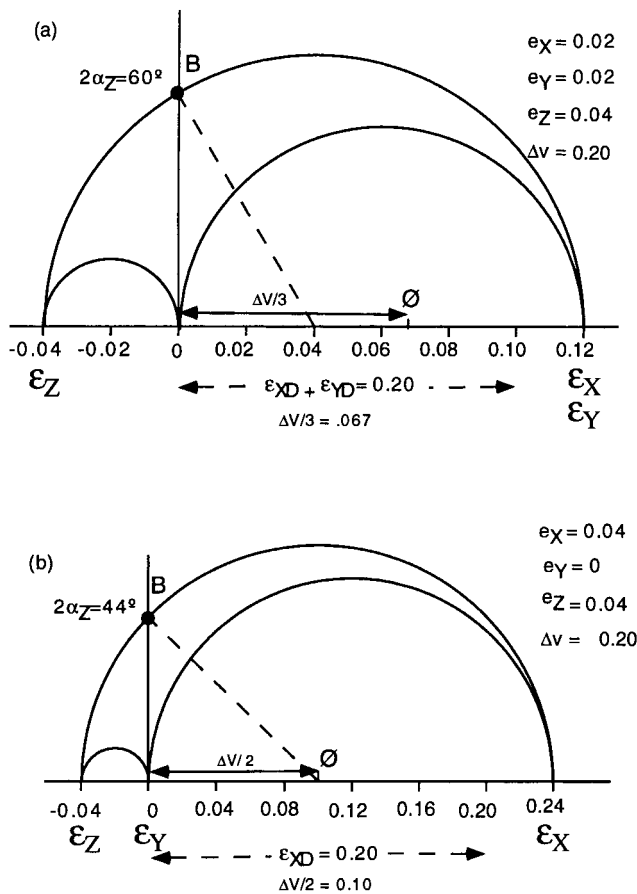 (a)
e_X = 0.02
e_Y = 0.02
e_Z = 0.04
Δv = 0.20
B
2α_Z=60º
ΔV/3
Ø
-0.04 -0.02 0 0.02 0.04 0.06 0.08 0.10 0.12
ε_Z ε_X
ε_Y
ε_XD + ε_YD = 0.20
ΔV/3 = .067
(b)
e_X = 0.04
e_Y = 0
e_Z = 0.04
Δv = 0.20
B
2α_Z=44º
ΔV/2
Ø
-0.04 0 0.04 0.08 0.12 0.16 0.20 0.24
ε_Z ε_Y ε_X
ε_XD = 0.20
ΔV/2 = 0.10